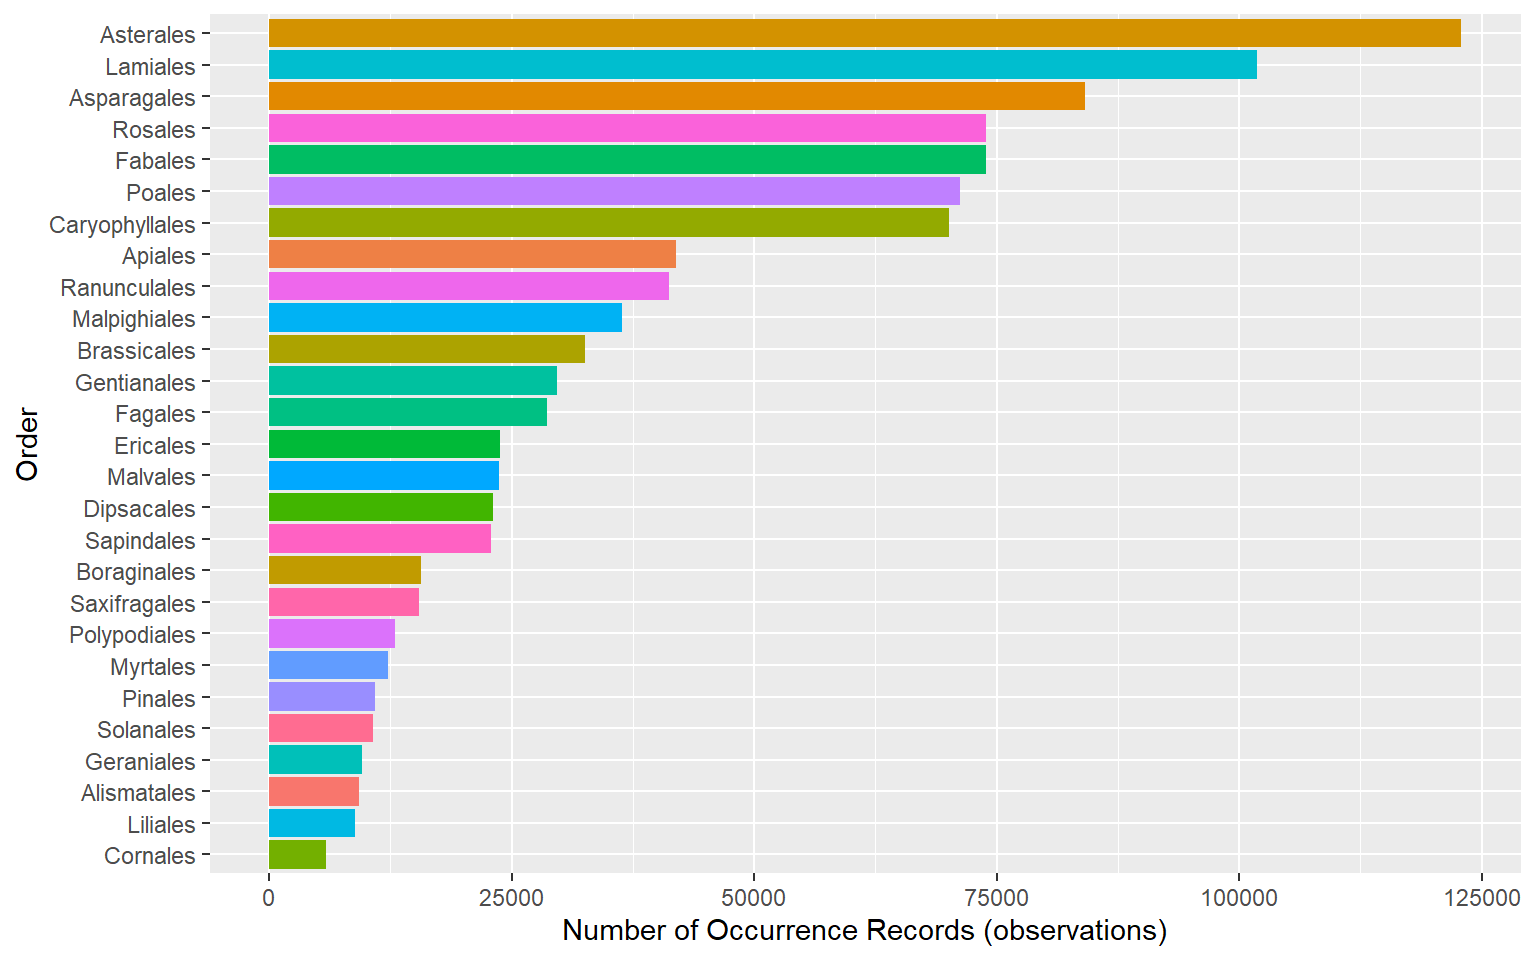 Asterales
Lamiales
Asparagales
Rosales
Fabales
Poales
Caryophyllales
Apiales
Ranunculales
Malpighiales
Brassicales
Gentianales
Fagales
Ericales
Malvales
Dipsacales
Sapindales
Boraginales
Saxifragales
Polypodiales
Myrtales
Pinales
Solanales
Geraniales
Alismatales
Liliales
Cornales
Order
0 25000 50000 75000 100000 125000
Number of Occurrence Records (observations)